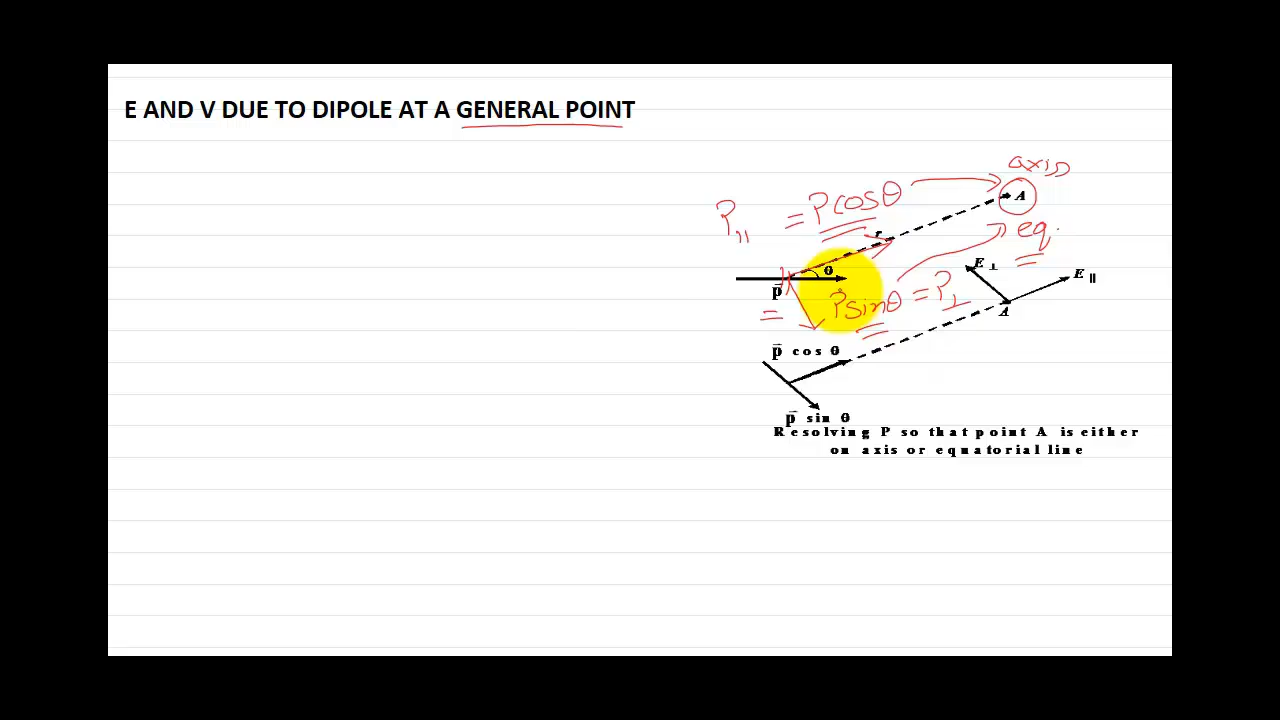 E AND V DUE TO DIPOLE AT A GENERAL POINT
axis
P∥ = Pcosθ
A
r
eq.
θ
E⊥
E∥
p⃗
= Psinθ = P⊥
A
p⃗ cos θ
p⃗ sin θ
Resolving P so that point A is either
on axis or equatorial line